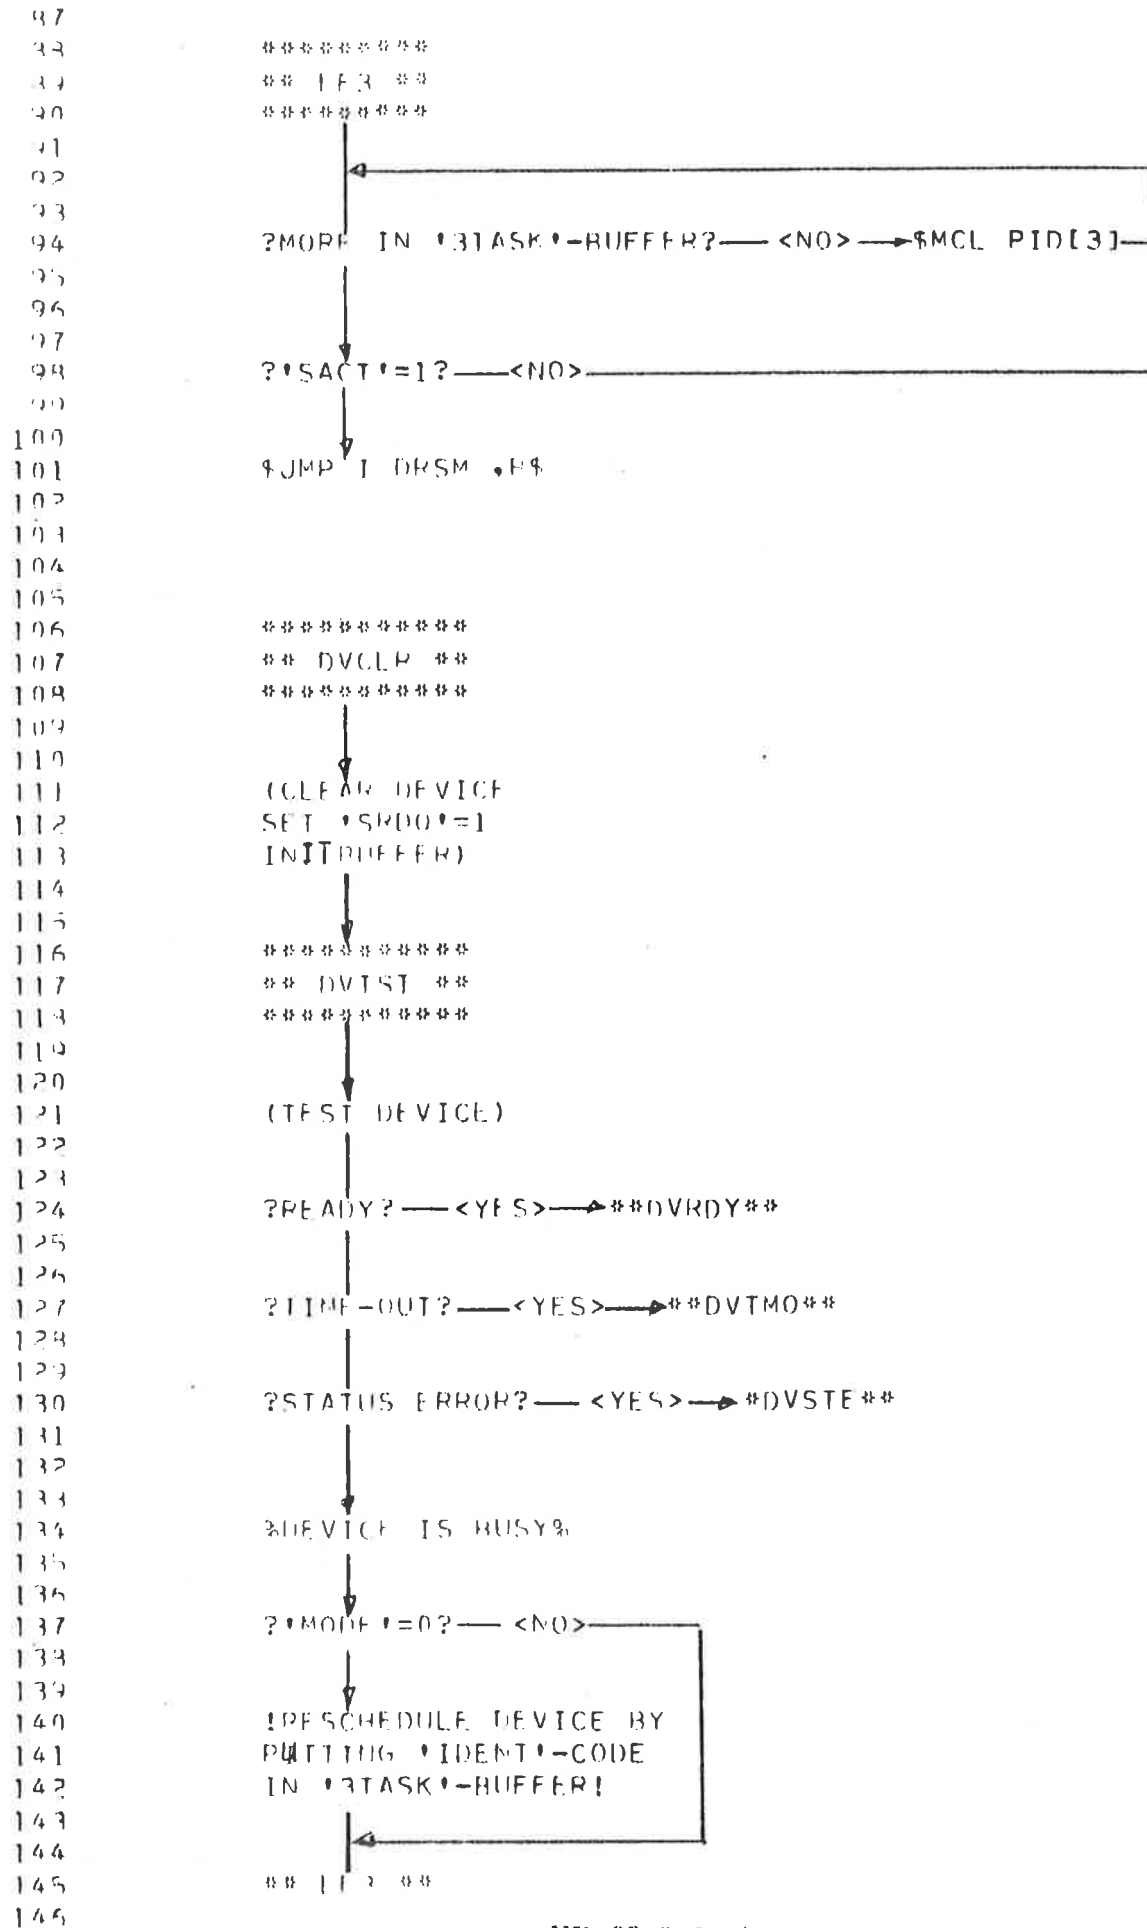 87
88 #########
89 ## LE3 ##
90 #########
91
92
93
94 ?MORE IN '3TASK'-BUFFER? <NO> $MCL PID[3]
95
96
97
98 ?'SACT'=1? <NO>
99
100
101 $JMP I DRSM ,B$
102
103
104
105
106 ###########
107 ## DVCLR ##
108 ###########
109
110
111 (CLEAR DEVICE
112 SET 'SRDO'=1
113 INITBUFFER)
114
115
116 ###########
117 ## DVTST ##
118 ###########
119
120
121 (TEST DEVICE)
122
123
124 ?READY? <YES> **DVRDY**
125
126
127 ?TIME-OUT? <YES> **DVTMO**
128
129
130 ?STATUS ERROR? <YES> *DVSTE**
131
132
133
134 %DEVICE IS BUSY%
135
136
137 ?'MODE'=0? <NO>
138
139
140 !RESCHEDULE DEVICE BY
141 PUTTING 'IDENT'-CODE
142 IN '3TASK'-BUFFER!
143
144
145 ## LE3 ##
146